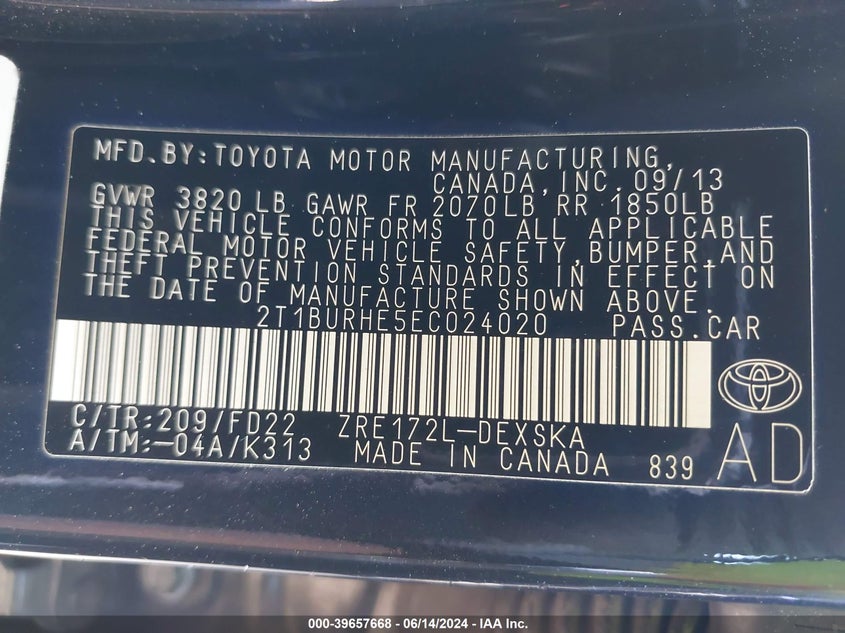 MFD.BY:TOYOTA MOTOR MANUFACTURING,
CANADA,INC.09/13
GVWR 3820 LB GAWR FR 2070LB RR 1850LB
THIS VEHICLE CONFORMS TO ALL APPLICABLE
FEDERAL MOTOR VEHICLE SAFETY,BUMPER,AND
THEFT PREVENTION STANDARDS IN EFFECT ON
THE DATE OF MANUFACTURE SHOWN ABOVE.
2T1BURHE5EC024020 PASS.CAR
C/TR:209/FD22 ZRE172L-DEXSKA
A/TM:-04A/K313 MADE IN CANADA 839 AD
000-39657668 - 06/14/2024 - IAA Inc.